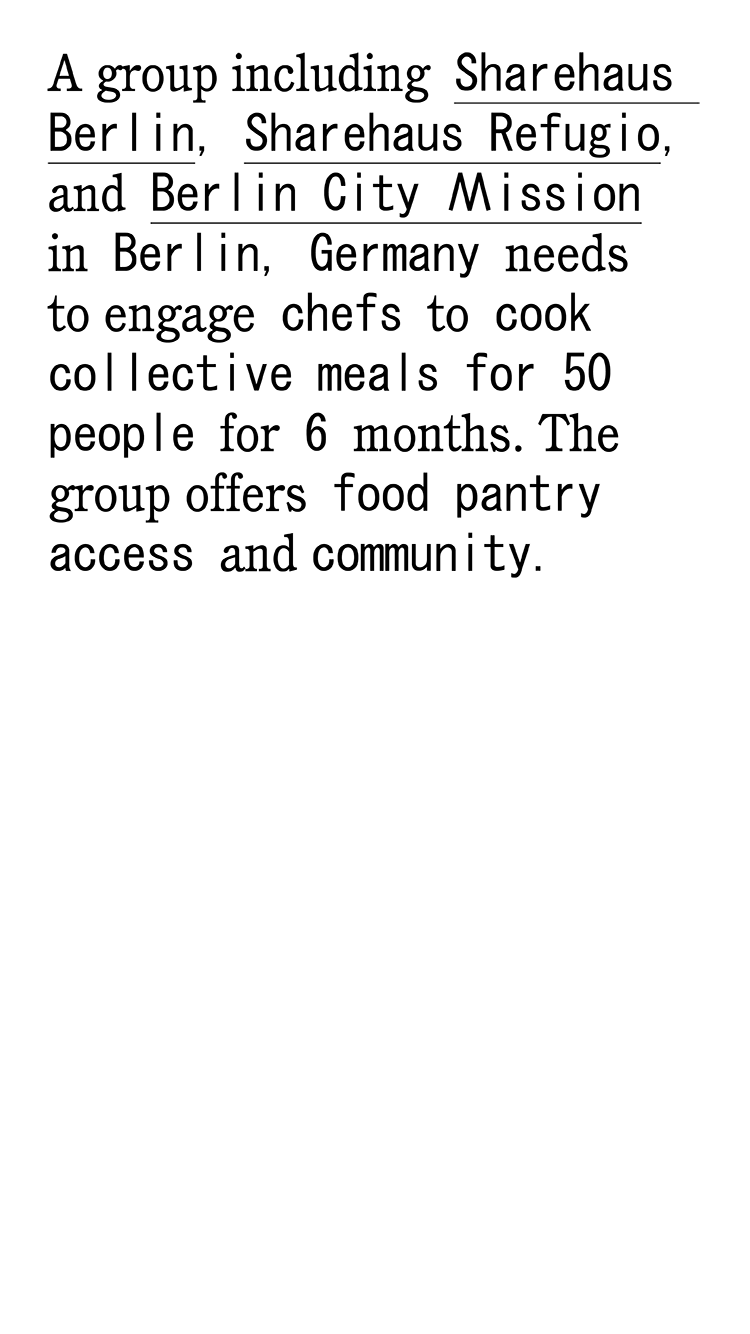 A group including Sharehaus
Berlin, Sharehaus Refugio,
and Berlin City Mission
in Berlin, Germany needs
to engage chefs to cook
collective meals for 50
people for 6 months. The
group offers food pantry
access and community.